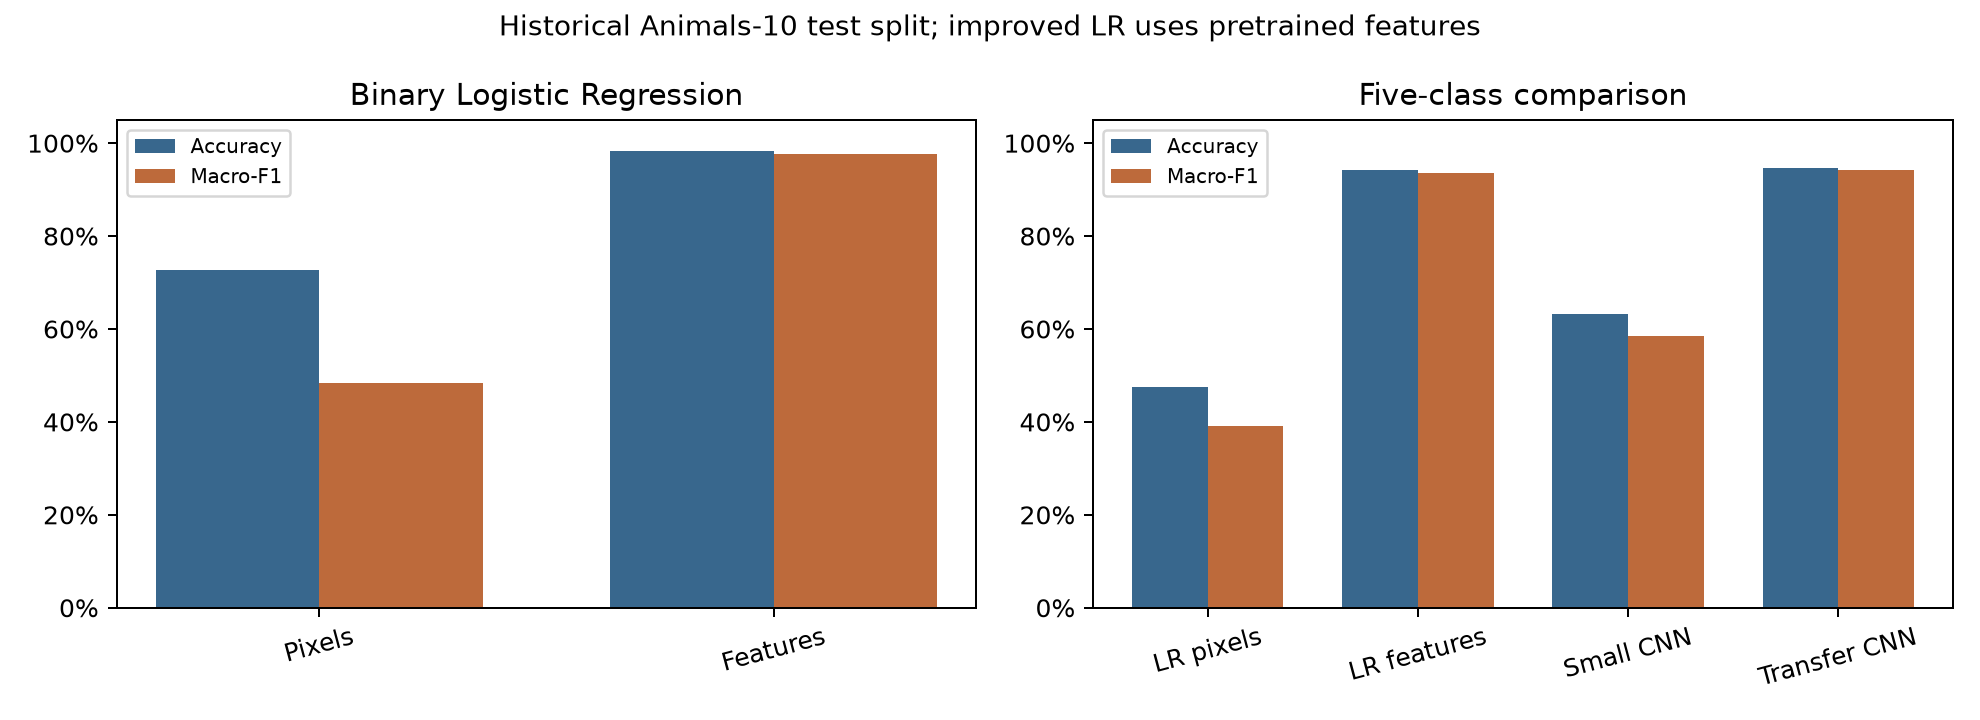 Historical Animals-10 test split; improved LR uses pretrained features
Binary Logistic Regression
100%
80%
60%
40%
20%
0%
Accuracy
Macro-F1
Pixels
Features
Five-class comparison
100%
80%
60%
40%
20%
0%
Accuracy
Macro-F1
LR pixels
LR features
Small CNN
Transfer CNN